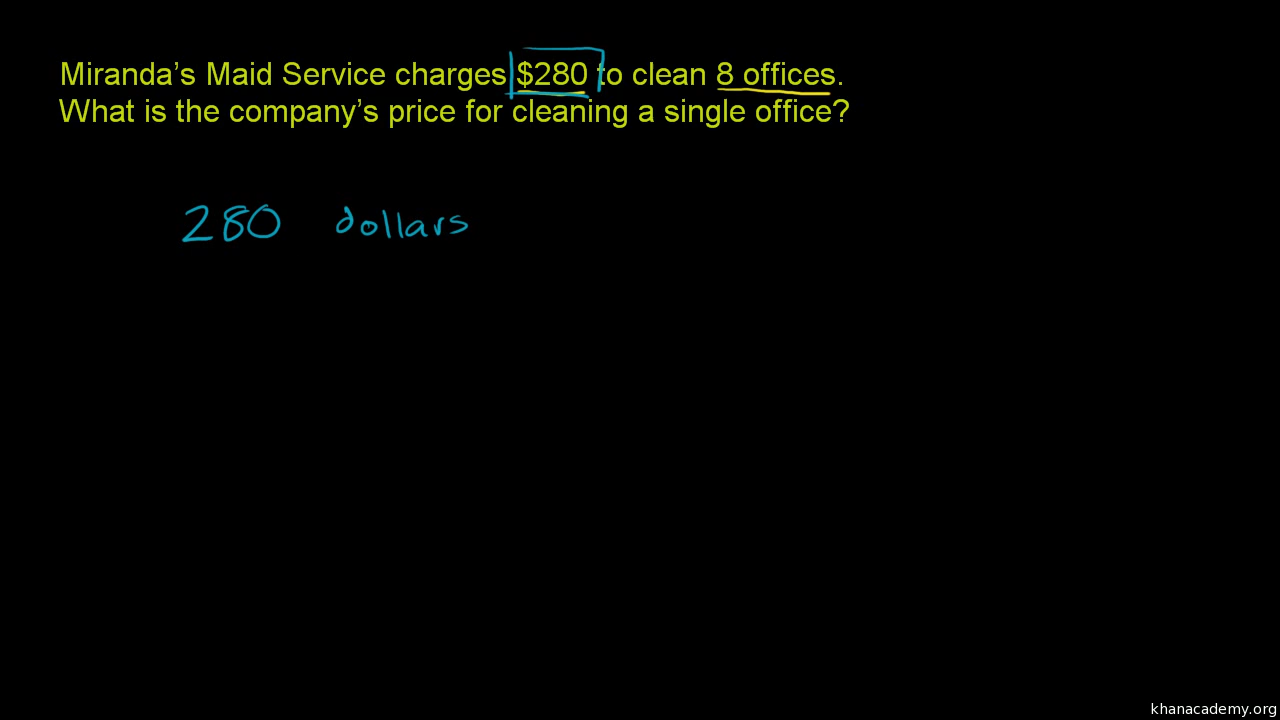 Miranda’s Maid Service charges $280 to clean 8 offices.
What is the company’s price for cleaning a single office?
280 dollars
khanacademy.org